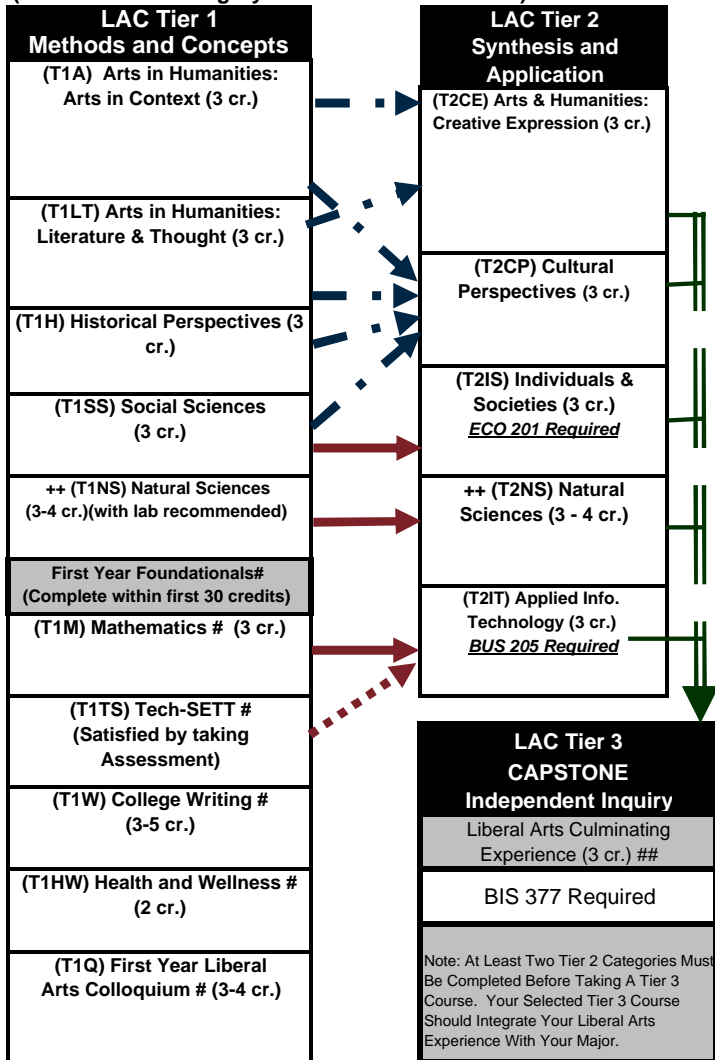 LAC Tier 1
Methods and Concepts
(T1A) Arts in Humanities:
Arts in Context (3 cr.)
(T1LT) Arts in Humanities:
Literature & Thought (3 cr.)
(T1H) Historical Perspectives (3
cr.)
(T1SS) Social Sciences
(3 cr.)
++ (T1NS) Natural Sciences
(3-4 cr.)(with lab recommended)
First Year Foundationals#
(Complete within first 30 credits)
(T1M) Mathematics # (3 cr.)
(T1TS) Tech-SETT #
(Satisfied by taking
Assessment)
(T1W) College Writing #
(3-5 cr.)
(T1HW) Health and Wellness #
(2 cr.)
(T1Q) First Year Liberal
Arts Colloquium # (3-4 cr.)
LAC Tier 2
Synthesis and
Application
(T2CE) Arts & Humanities:
Creative Expression (3 cr.)
(T2CP) Cultural
Perspectives (3 cr.)
(T2IS) Individuals &
Societies (3 cr.)
ECO 201 Required
++ (T2NS) Natural
Sciences (3 - 4 cr.)
(T2IT) Applied Info.
Technology (3 cr.)
BUS 205 Required
LAC Tier 3
CAPSTONE
Independent Inquiry
Liberal Arts Culminating
Experience (3 cr.) ##
BIS 377 Required
Note: At Least Two Tier 2 Categories Must
Be Completed Before Taking A Tier 3
Course. Your Selected Tier 3 Course
Should Integrate Your Liberal Arts
Experience With Your Major.